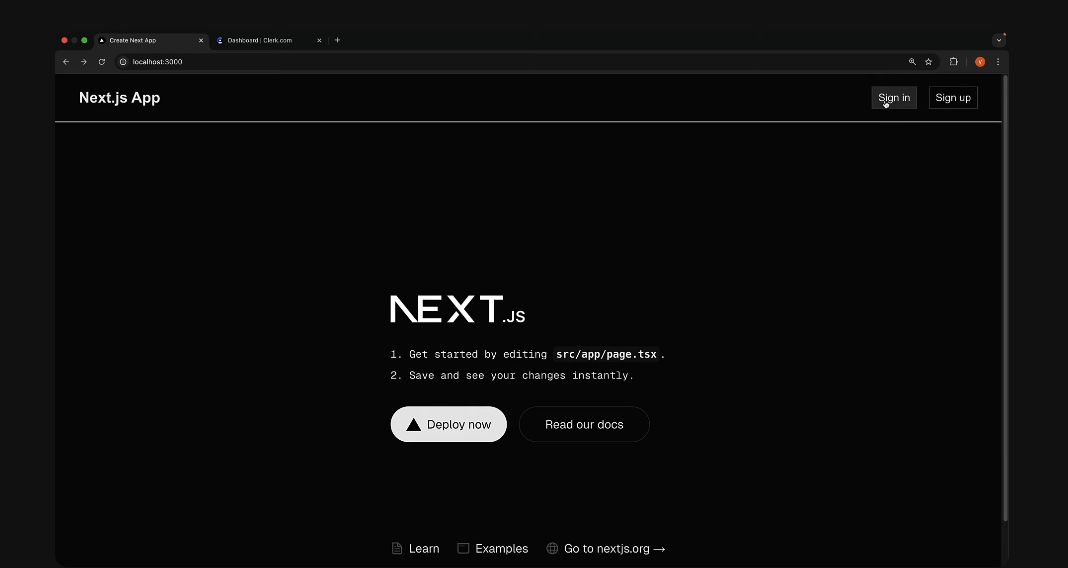 Create Next App
Dashboard | Clerk.com
localhost:3000
V
Next.js App
Sign in
Sign up
NEXT.JS
1. Get started by editing src/app/page.tsx.
2. Save and see your changes instantly.
Deploy now
Read our docs
Learn
Examples
Go to nextjs.org →